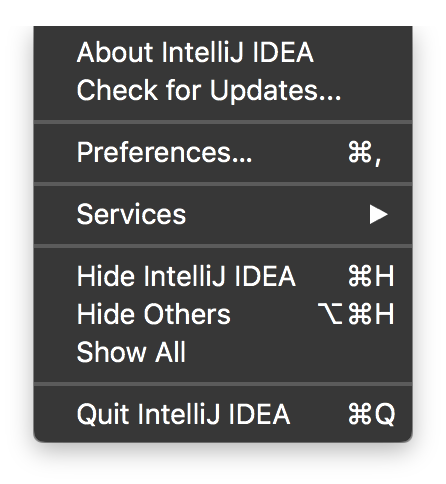 About IntelliJ IDEA
Check for Updates...
Preferences... ⌘,
Services ▶
Hide IntelliJ IDEA ⌘H
Hide Others ⌥⌘H
Show All
Quit IntelliJ IDEA ⌘Q